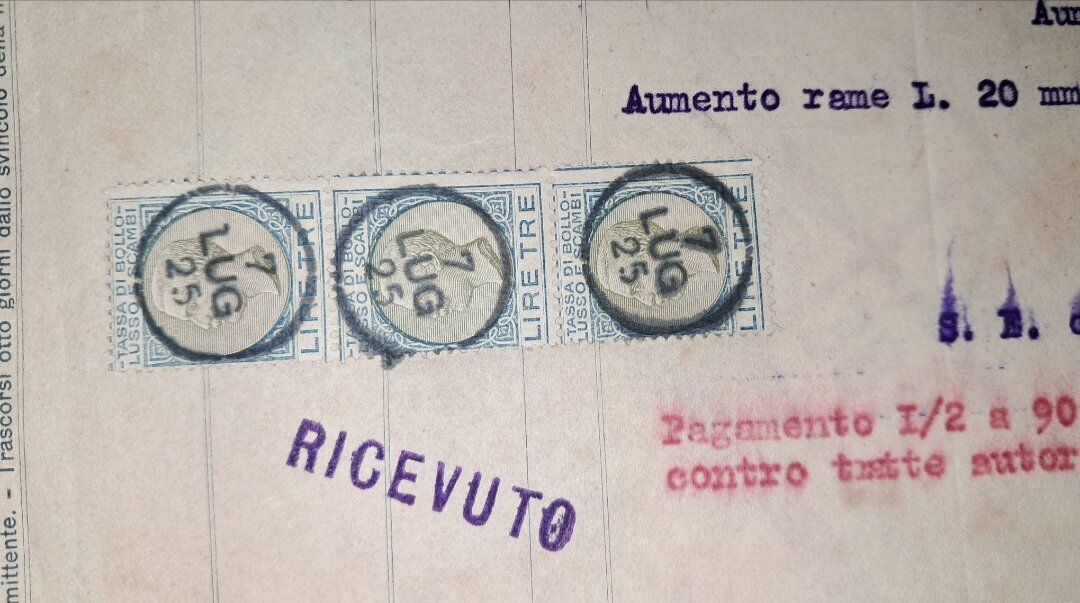 Aumento rame L. 20
TASSA DI BOLLO-
LUSSO E SCAMBI
LIRE TRE
7
LUG
25
TASSA DI BOLLO-
LUSSO E SCAMBI
LIRE TRE
7
LUG
25
TASSA DI BOLLO-
LUSSO E SCAMBI
LIRE TRE
7
LUG
25
S. E.
Pagamento I/2 a 90
contro tratte autor
RICEVUTO
mittente. - Trascorsi otto giorni dallo svincolo della